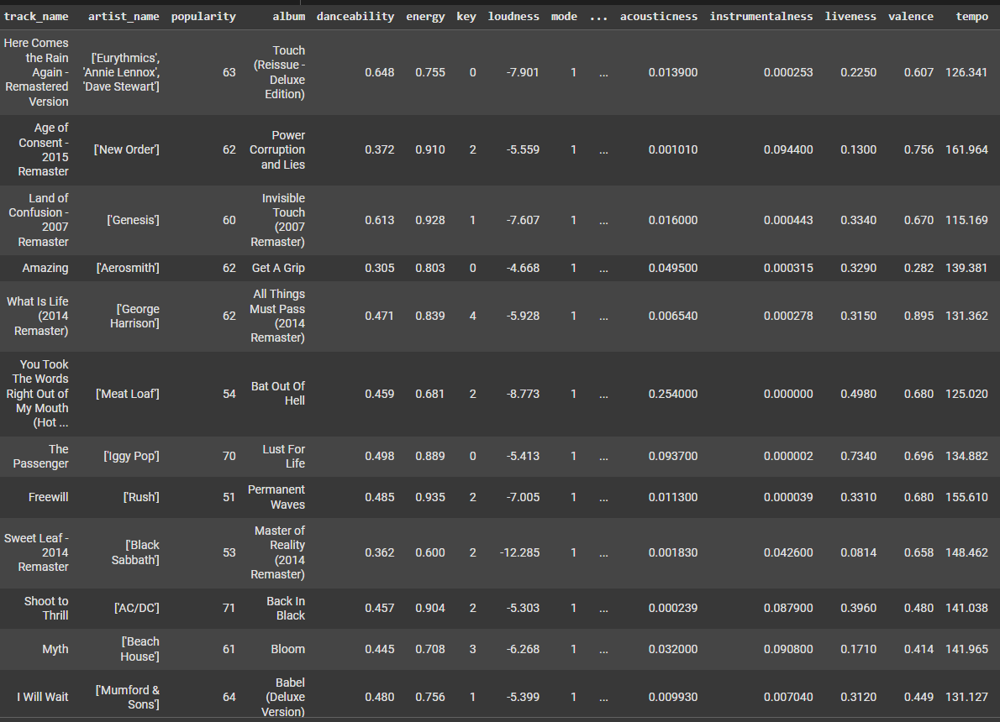 track_name artist_name popularity album danceability energy key loudness mode ... acousticness instrumentalness liveness valence tempo
Here Comes
the Rain
Again -
Remastered
Version
['Eurythmics',
'Annie Lennox',
'Dave Stewart']
63
Touch
(Reissue -
Deluxe
Edition)
0.648 0.755 0 -7.901 1 ... 0.013900 0.000253 0.2250 0.607 126.341
Age of
Consent -
2015
Remaster
['New Order']
62
Power
Corruption
and Lies
0.372 0.910 2 -5.559 1 ... 0.001010 0.094400 0.1300 0.756 161.964
Land of
Confusion -
2007
Remaster
['Genesis']
60
Invisible
Touch
(2007
Remaster)
0.613 0.928 1 -7.607 1 ... 0.016000 0.000443 0.3340 0.670 115.169
Amazing ['Aerosmith'] 62 Get A Grip 0.305 0.803 0 -4.668 1 ... 0.049500 0.000315 0.3290 0.282 139.381
What Is Life
(2014
Remaster)
['George
Harrison']
62
All Things
Must Pass
(2014
Remaster)
0.471 0.839 4 -5.928 1 ... 0.006540 0.000278 0.3150 0.895 131.362
You Took
The Words
Right Out of
My Mouth
(Hot ...
['Meat Loaf']
54
Bat Out Of
Hell
0.459 0.681 2 -8.773 1 ... 0.254000 0.000000 0.4980 0.680 125.020
The
Passenger
['Iggy Pop']
70
Lust For
Life
0.498 0.889 0 -5.413 1 ... 0.093700 0.000002 0.7340 0.696 134.882
Freewill
['Rush']
51
Permanent
Waves
0.485 0.935 2 -7.005 1 ... 0.011300 0.000039 0.3310 0.680 155.610
Sweet Leaf -
2014
Remaster
['Black
Sabbath']
53
Master of
Reality
(2014
Remaster)
0.362 0.600 2 -12.285 1 ... 0.001830 0.042600 0.0814 0.658 148.462
Shoot to
Thrill
['AC/DC']
71
Back In
Black
0.457 0.904 2 -5.303 1 ... 0.000239 0.087900 0.3960 0.480 141.038
Myth
['Beach
House']
61
Bloom
0.445 0.708 3 -6.268 1 ... 0.032000 0.090800 0.1710 0.414 141.965
I Will Wait
['Mumford &
Sons']
64
Babel
(Deluxe
Version)
0.480 0.756 1 -5.399 1 ... 0.009930 0.007040 0.3120 0.449 131.127